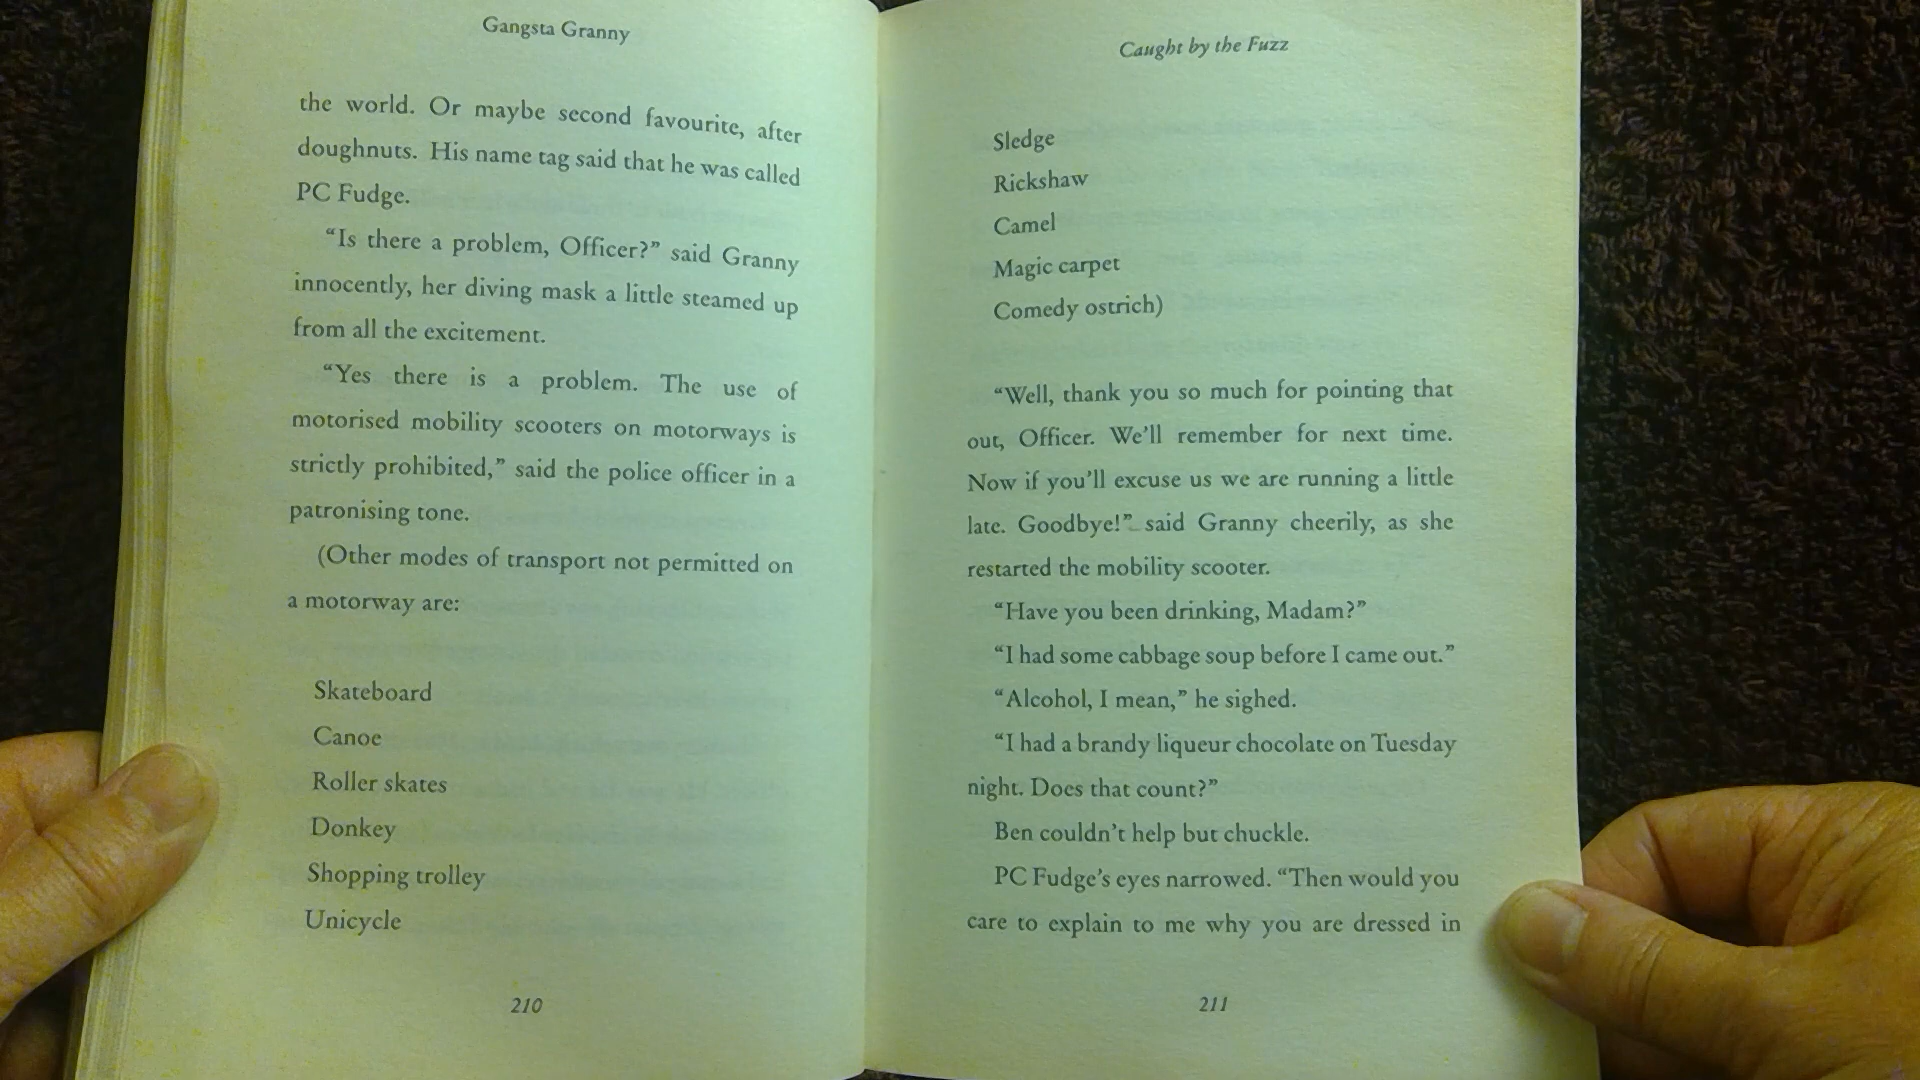 Gangsta Granny
the world. Or maybe second favourite, after
doughnuts. His name tag said that he was called
PC Fudge.
“Is there a problem, Officer?” said Granny
innocently, her diving mask a little steamed up
from all the excitement.
“Yes there is a problem. The use of
motorised mobility scooters on motorways is
strictly prohibited,” said the police officer in a
patronising tone.
(Other modes of transport not permitted on
a motorway are:
Skateboard
Canoe
Roller skates
Donkey
Shopping trolley
Unicycle
210
Caught by the Fuzz
Sledge
Rickshaw
Camel
Magic carpet
Comedy ostrich)
“Well, thank you so much for pointing that
out, Officer. We’ll remember for next time.
Now if you’ll excuse us we are running a little
late. Goodbye!” said Granny cheerily, as she
restarted the mobility scooter.
“Have you been drinking, Madam?”
“I had some cabbage soup before I came out.”
“Alcohol, I mean,” he sighed.
“I had a brandy liqueur chocolate on Tuesday
night. Does that count?”
Ben couldn’t help but chuckle.
PC Fudge’s eyes narrowed. “Then would you
care to explain to me why you are dressed in
211